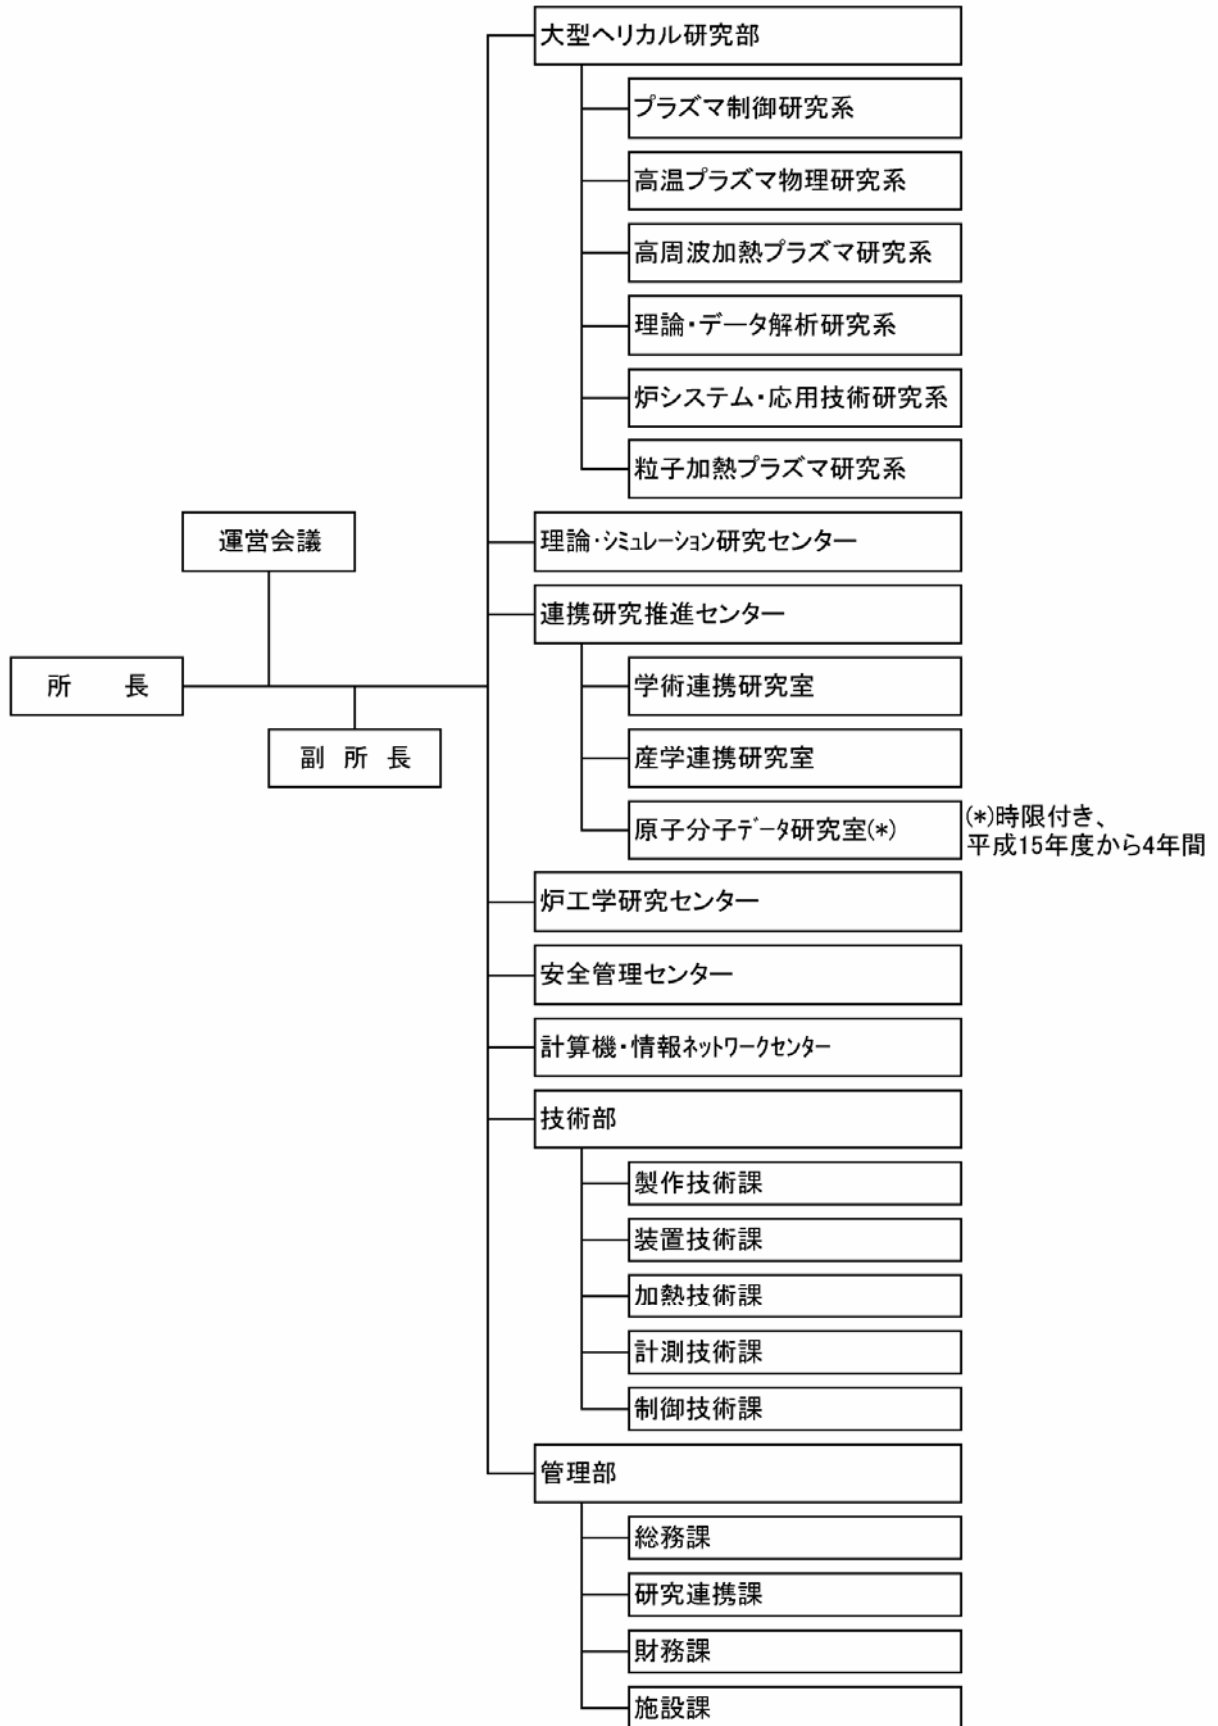 大型ヘリカル研究部
プラズマ制御研究系
高温プラズマ物理研究系
高周波加熱プラズマ研究系
理論・データ解析研究系
炉システム・応用技術研究系
粒子加熱プラズマ研究系
運営会議
理論・シミュレーション研究センター
連携研究推進センター
所　長
学術連携研究室
副 所 長
産学連携研究室
原子分子データ研究室(*)
(*)時限付き、
平成15年度から4年間
炉工学研究センター
安全管理センター
計算機・情報ネットワークセンター
技術部
製作技術課
装置技術課
加熱技術課
計測技術課
制御技術課
管理部
総務課
研究連携課
財務課
施設課